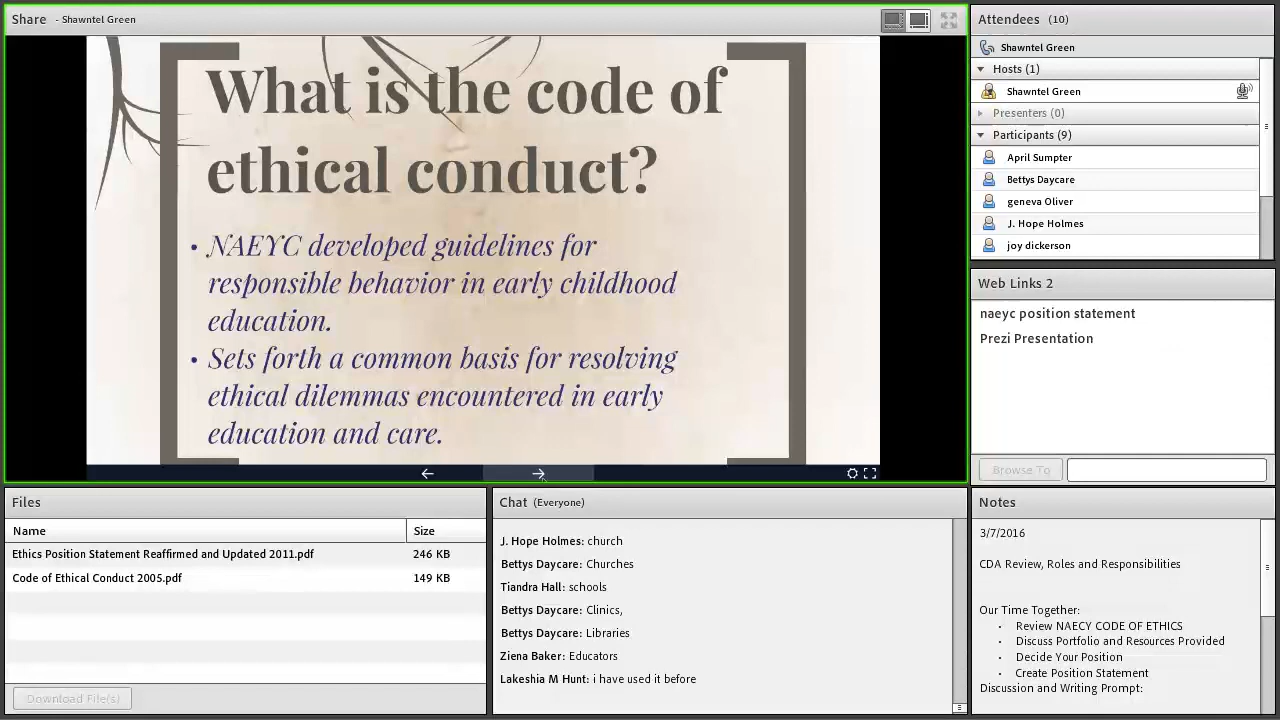 Share - Shawntel Green
What is the code of
ethical conduct?
• NAEYC developed guidelines for
responsible behavior in early childhood
education.
• Sets forth a common basis for resolving
ethical dilemmas encountered in early
education and care.
Attendees (10)
Shawntel Green
Hosts (1)
Shawntel Green
Presenters (0)
Participants (9)
April Sumpter
Bettys Daycare
geneva Oliver
J. Hope Holmes
joy dickerson
Web Links 2
naeyc position statement
Prezi Presentation
Browse To
Files
Name Size
Ethics Position Statement Reaffirmed and Updated 2011.pdf 246 KB
Code of Ethical Conduct 2005.pdf 149 KB
Download File(s)
Chat (Everyone)
J. Hope Holmes: church
Bettys Daycare: Churches
Tiandra Hall: schools
Bettys Daycare: Clinics,
Bettys Daycare: Libraries
Ziena Baker: Educators
Lakeshia M Hunt: i have used it before
Notes
3/7/2016
CDA Review, Roles and Responsibilities
Our Time Together:
• Review NAECY CODE OF ETHICS
• Discuss Portfolio and Resources Provided
• Decide Your Position
• Create Position Statement
Discussion and Writing Prompt: